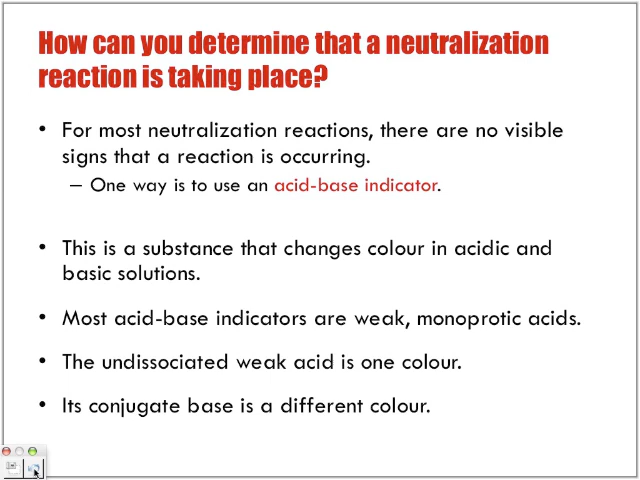 How can you determine that a neutralization
reaction is taking place?
• For most neutralization reactions, there are no visible
signs that a reaction is occurring.
– One way is to use an acid-base indicator.
• This is a substance that changes colour in acidic and
basic solutions.
• Most acid-base indicators are weak, monoprotic acids.
• The undissociated weak acid is one colour.
• Its conjugate base is a different colour.